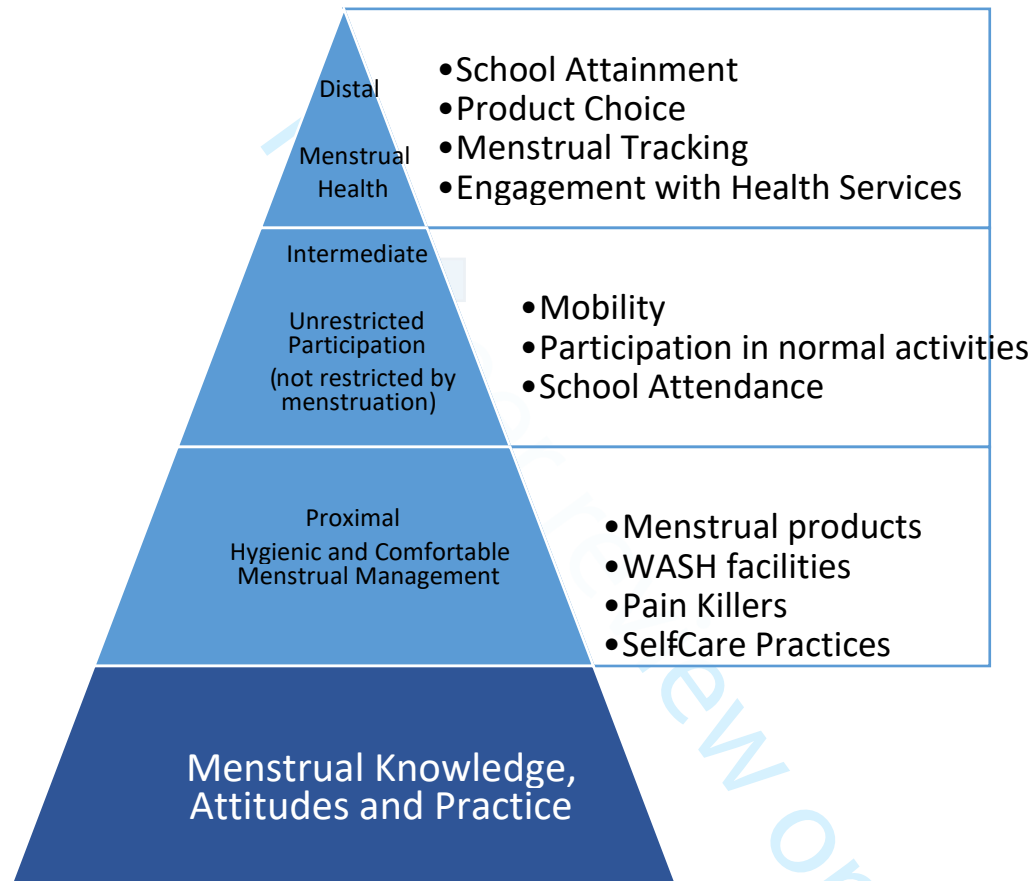 Distal
Menstrual
Health
•School Attainment
•Product Choice
•Menstrual Tracking
•Engagement with Health Services
Intermediate
Unrestricted
Participation
(not restricted by
menstruation)
•Mobility
•Participation in normal activities
•School Attendance
Proximal
Hygienic and Comfortable
Menstrual Management
•Menstrual products
•WASH facilities
•Pain Killers
•Self-Care Practices
Menstrual Knowledge,
Attitudes and Practice